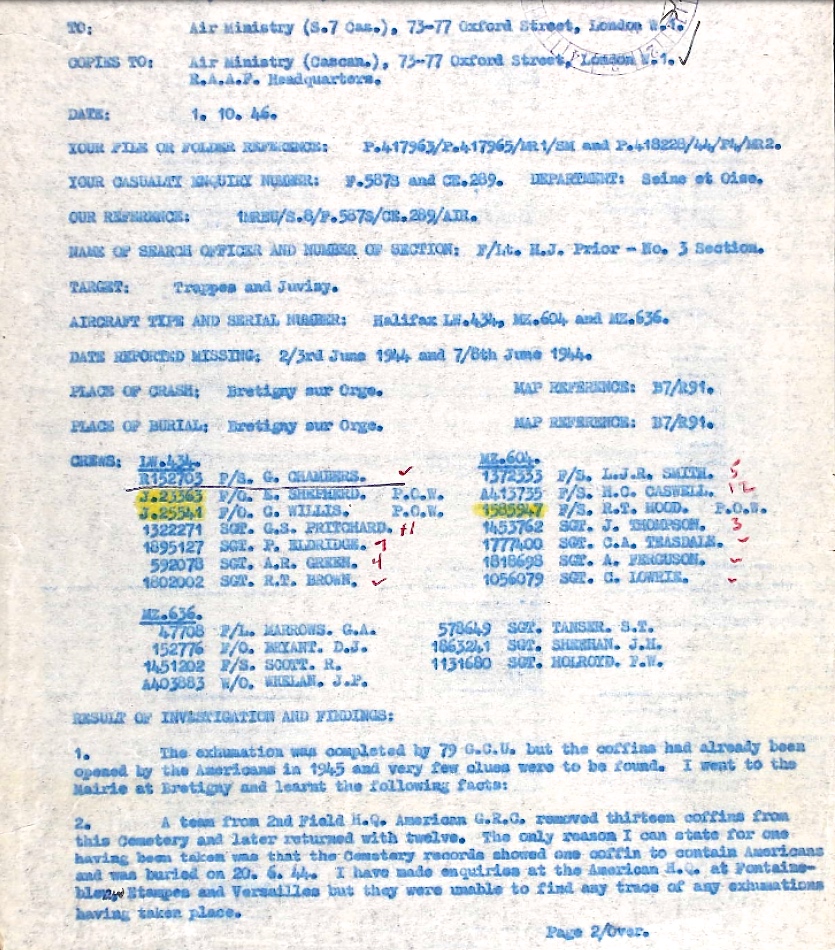 TO: Air Ministry (S.7 Cas.), 73-77 Oxford Street, London W.1.
COPIES TO: Air Ministry (Cascan.), 73-77 Oxford Street, London W.1.
R.A.A.F. Headquarters.
DATE: 1. 10. 46.
YOUR FILE OR FOLDER REFERENCE: P.417963/P.417965/MR1/SM and P.418228/44/P4/MR2.
YOUR CASUALTY ENQUIRY NUMBER: F.587S and CE.289. DEPARTMENT: Seine et Oise.
OUR REFERENCE: 1MREU/S.8/F.587S/CE.289/AIR.
NAME OF SEARCH OFFICER AND NUMBER OF SECTION: F/Lt. H.J. Prior - No. 3 Section.
TARGET: Trappes and Juvisy.
AIRCRAFT TYPE AND SERIAL NUMBER: Halifax LW.434, MZ.604 and MZ.636.
DATE REPORTED MISSING: 2/3rd June 1944 and 7/8th June 1944.
PLACE OF CRASH: Bretigny sur Orge. MAP REFERENCE: B7/R91.
PLACE OF BURIAL: Bretigny sur Orge. MAP REFERENCE: B7/R91.
CREWS: LW.434. MZ.604.
R152703 F/S. G. CHAMBERS. 1372333 F/S. L.J.R. SMITH. 5
J.23363 F/O. E. SHEPHERD. P.O.W. A413735 F/S. H.C. CASWELL. 12
J.25541 F/O. G. WILLIS. P.O.W. 1585947 F/S. R.T. WOOD. P.O.W.
1322271 SGT. G.S. PRITCHARD. 1453762 SGT. J. THOMPSON. 3
1895127 SGT. F. ELDRIDGE. 1777400 SGT. C.A. TEASDALE.
592078 SGT. A.R. GREEN. 4 1818698 SGT. A. FERGUSON.
1802002 SGT. R.T. BROWN. 1056079 SGT. C. LOWRIE.
MZ.636.
47708 F/L. MARROWS. G.A. 578649 SGT. TANSER. S.T.
152776 F/O. BRYANT. D.J. 1863241 SGT. SHEEHAN. J.H.
1451202 F/S. SCOTT. R. 1131680 SGT. HOLROYD. F.W.
A403883 W/O. WHELAN. J.P.
RESULT OF INVESTIGATION AND FINDINGS:
1. The exhumation was completed by 79 G.C.U. but the coffins had already been
opened by the Americans in 1945 and very few clues were to be found. I went to the
Mairie at Bretigny and learnt the following facts:
2. A team from 2nd Field H.Q. American G.R.C. removed thirteen coffins from
this Cemetery and later returned with twelve. The only reason I can state for one
having been taken was that the Cemetary records showed one coffin to contain Americans
and was buried on 20. 6. 44. I have made enquiries at the American H.Q. at Fontaine-
Etampes and Versailles but they were unable to find any trace of any exhumations
having taken place.
Page 2/Over.